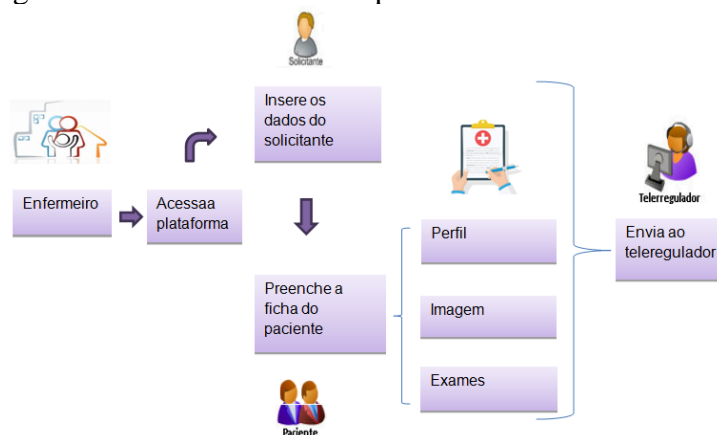 Solicitante
Insere os
dados do
solicitante
Enfermeiro
Acessaa
plataforma
Preenche a
ficha do
paciente
Paciente
Perfil
Imagem
Exames
Telerregulador
Envia ao
teleregulador